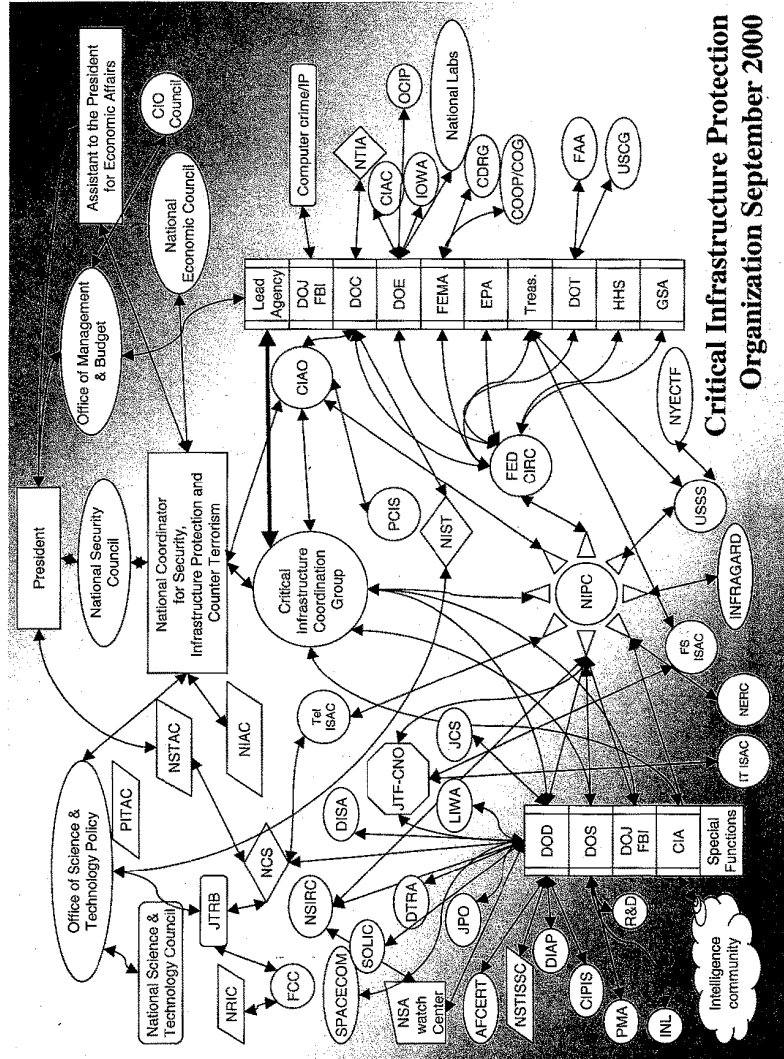 Critical Infrastructure Protection
Organization September 2000
President
National Security
Council
National Coordinator
for Security,
Infrastructure Protection and
Counter Terrorism
Office of Management
& Budget
Assistant to the President
for Economic Affairs
CIO
Council
National
Economic Council
Office of Science &
Technology Policy
National Science &
Technology Council
PITAC
NSTAC
NIAC
NRIC
JTRB
FCC
NCS
Tel
ISAC
Critical
Infrastructure
Coordination
Group
CIAO
PCIS
NIST
FED
CIRC
NIPC
Lead
Agency
DOJ
FBI
DOC
DOE
FEMA
EPA
Treas.
DOT
HHS
GSA
Computer crime/IP
NTIA
CIAC
OCIP
IOWA
National Labs
CDRG
COOP/COG
FAA
USCG
NYECTF
USSS
INFRAGARD
FS
ISAC
NERC
IT ISAC
DISA
JTF-CNO
JCS
LIWA
NSIRC
SPACECOM
SOLIC
DTRA
JPO
NSA
watch
Center
AFCERT
NSTISSC
DIAP
CIPIS
PMA
R&D
INL
DOD
DOS
DOJ
FBI
CIA
Special
Functions
Intelligence
community